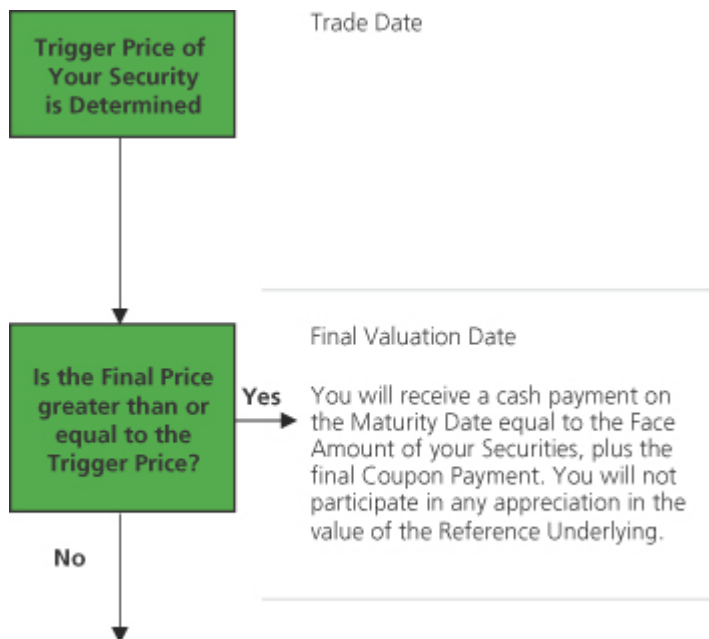 Trigger Price of
Your Security
is Determined
Trade Date
Is the Final Price
greater than or
equal to the
Trigger Price?
Yes
Final Valuation Date
You will receive a cash payment on
the Maturity Date equal to the Face
Amount of your Securities, plus the
final Coupon Payment. You will not
participate in any appreciation in the
value of the Reference Underlying.
No